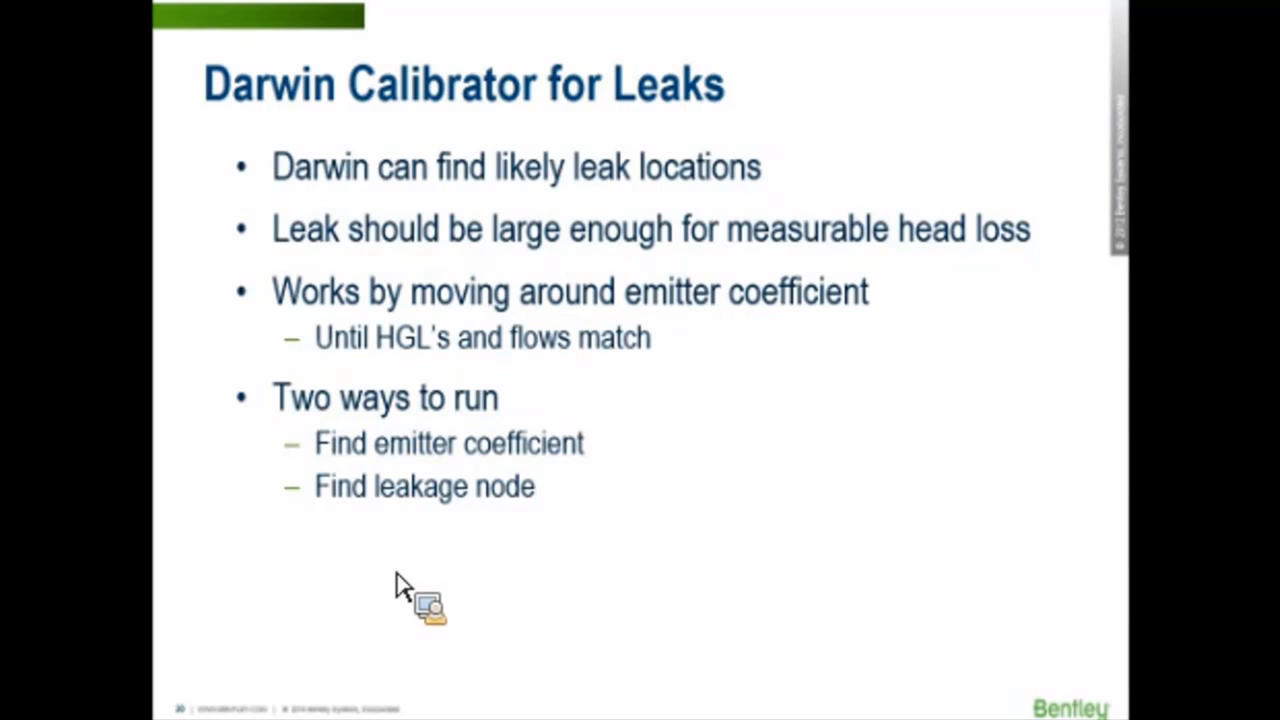 Darwin Calibrator for Leaks
• Darwin can find likely leak locations
• Leak should be large enough for measurable head loss
• Works by moving around emitter coefficient
– Until HGL's and flows match
• Two ways to run
– Find emitter coefficient
– Find leakage node
Bentley